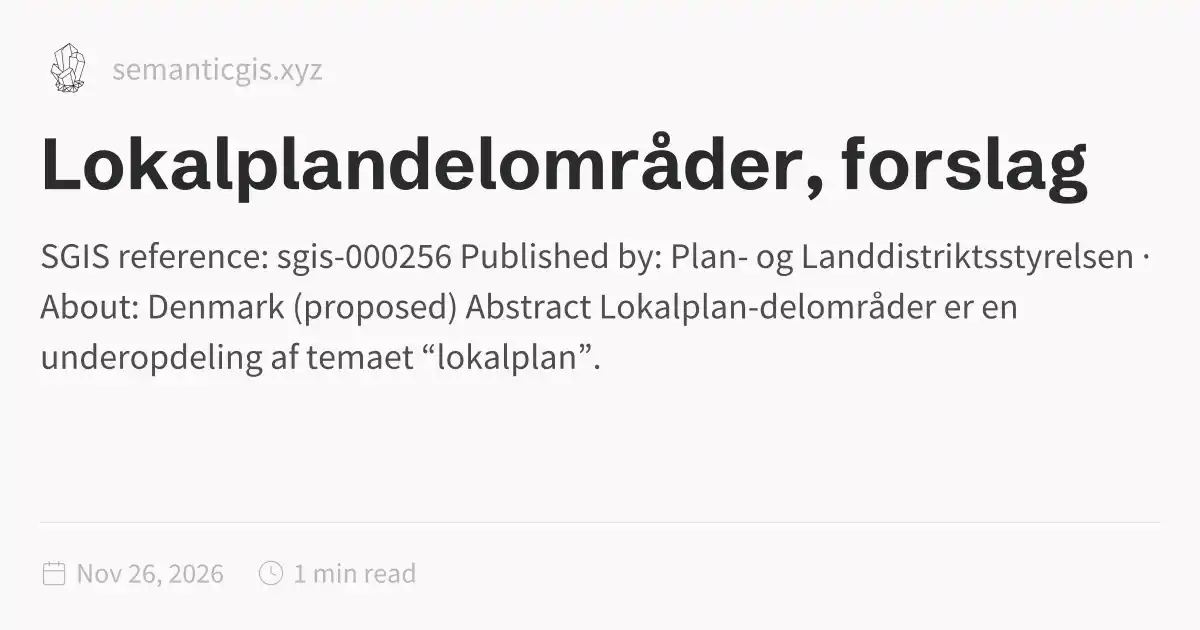 semanticgis.xyz
Lokalplandelområder, forslag
SGIS reference: sgis-000256 Published by: Plan- og Landdistriktsstyrelsen ·
About: Denmark (proposed) Abstract Lokalplan-delområder er en
underopdeling af temaet “lokalplan”.
Nov 26, 2026 1 min read